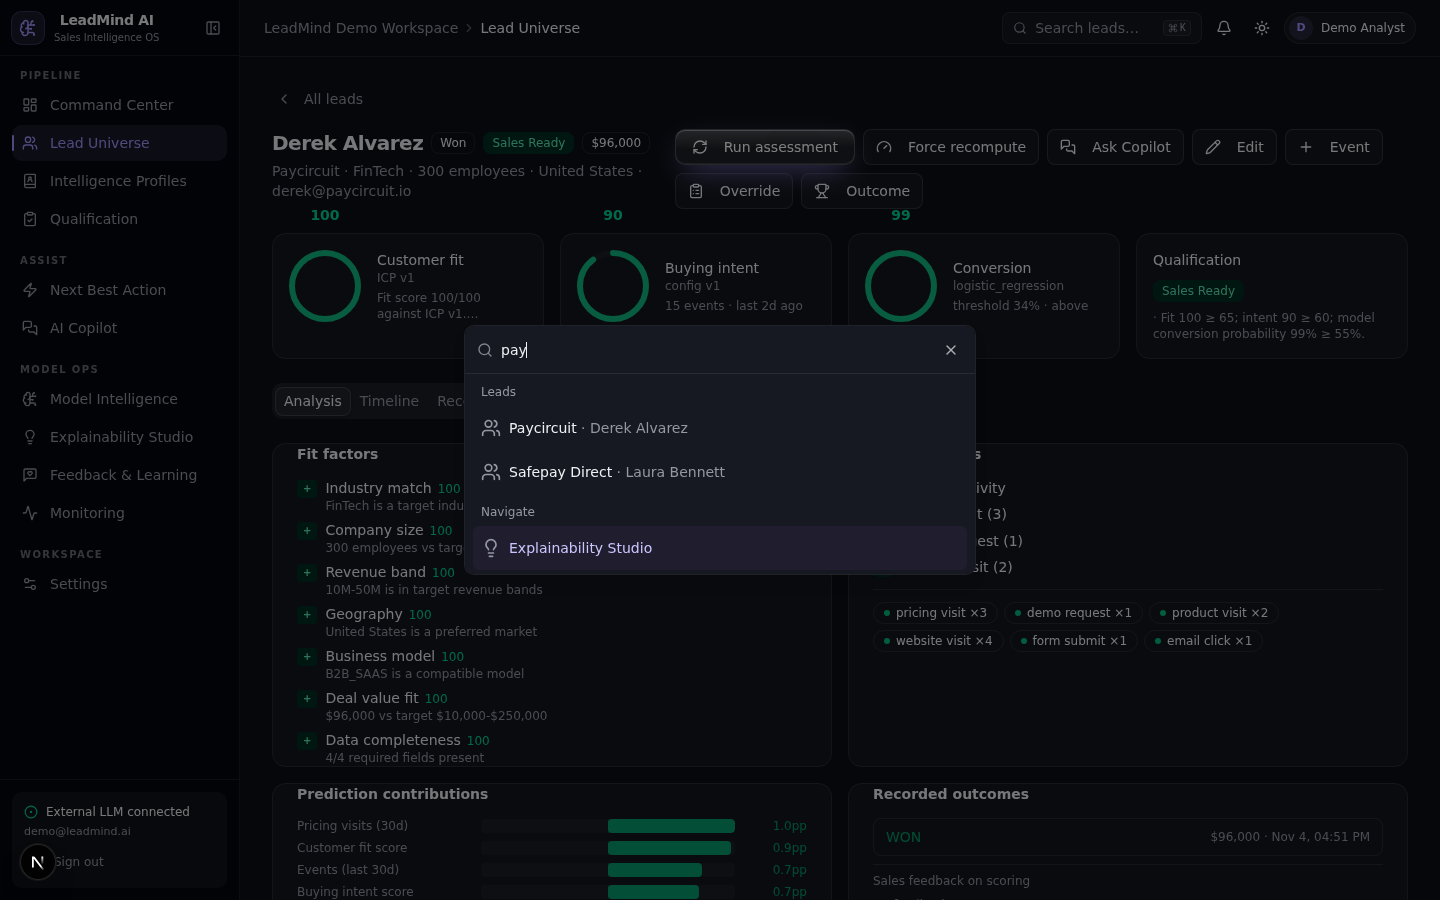 LeadMind AI
Sales Intelligence OS
LeadMind Demo Workspace > Lead Universe
Search leads...
⌘K
D
Demo Analyst
PIPELINE
Command Center
Lead Universe
Intelligence Profiles
Qualification
ASSIST
Next Best Action
AI Copilot
MODEL OPS
Model Intelligence
Explainability Studio
Feedback & Learning
Monitoring
WORKSPACE
Settings
External LLM connected
demo@leadmind.ai
N
Sign out
All leads
Derek Alvarez Won Sales Ready $96,000
Paycircuit · FinTech · 300 employees · United States ·
derek@paycircuit.io
Run assessment
Force recompute
Ask Copilot
Edit
Event
Override
Outcome
100
Customer fit
ICP v1
Fit score 100/100
against ICP v1....
90
Buying intent
config v1
15 events · last 2d ago
99
Conversion
logistic_regression
threshold 34% · above
Qualification
Sales Ready
· Fit 100 ≥ 65; intent 90 ≥ 60; model
conversion probability 99% ≥ 55%.
Analysis
Timeline
pay
Leads
Paycircuit · Derek Alvarez
Safepay Direct · Laura Bennett
Navigate
Explainability Studio
Fit factors
Industry match 100
FinTech is a target
Company size 100
300 employees vs
Revenue band 100
10M-50M is in target revenue bands
Geography 100
United States is a preferred market
Business model 100
B2B_SAAS is a compatible model
Deal value fit 100
$96,000 vs target $10,000-$250,000
Data completeness 100
4/4 required fields present
(3)
(1)
(2)
pricing visit ×3
demo request ×1
product visit ×2
website visit ×4
form submit ×1
email click ×1
Prediction contributions
Pricing visits (30d) 1.0pp
Customer fit score 0.9pp
Events (last 30d) 0.7pp
Buying intent score 0.7pp
Recorded outcomes
WON
$96,000 · Nov 4, 04:51 PM
Sales feedback on scoring